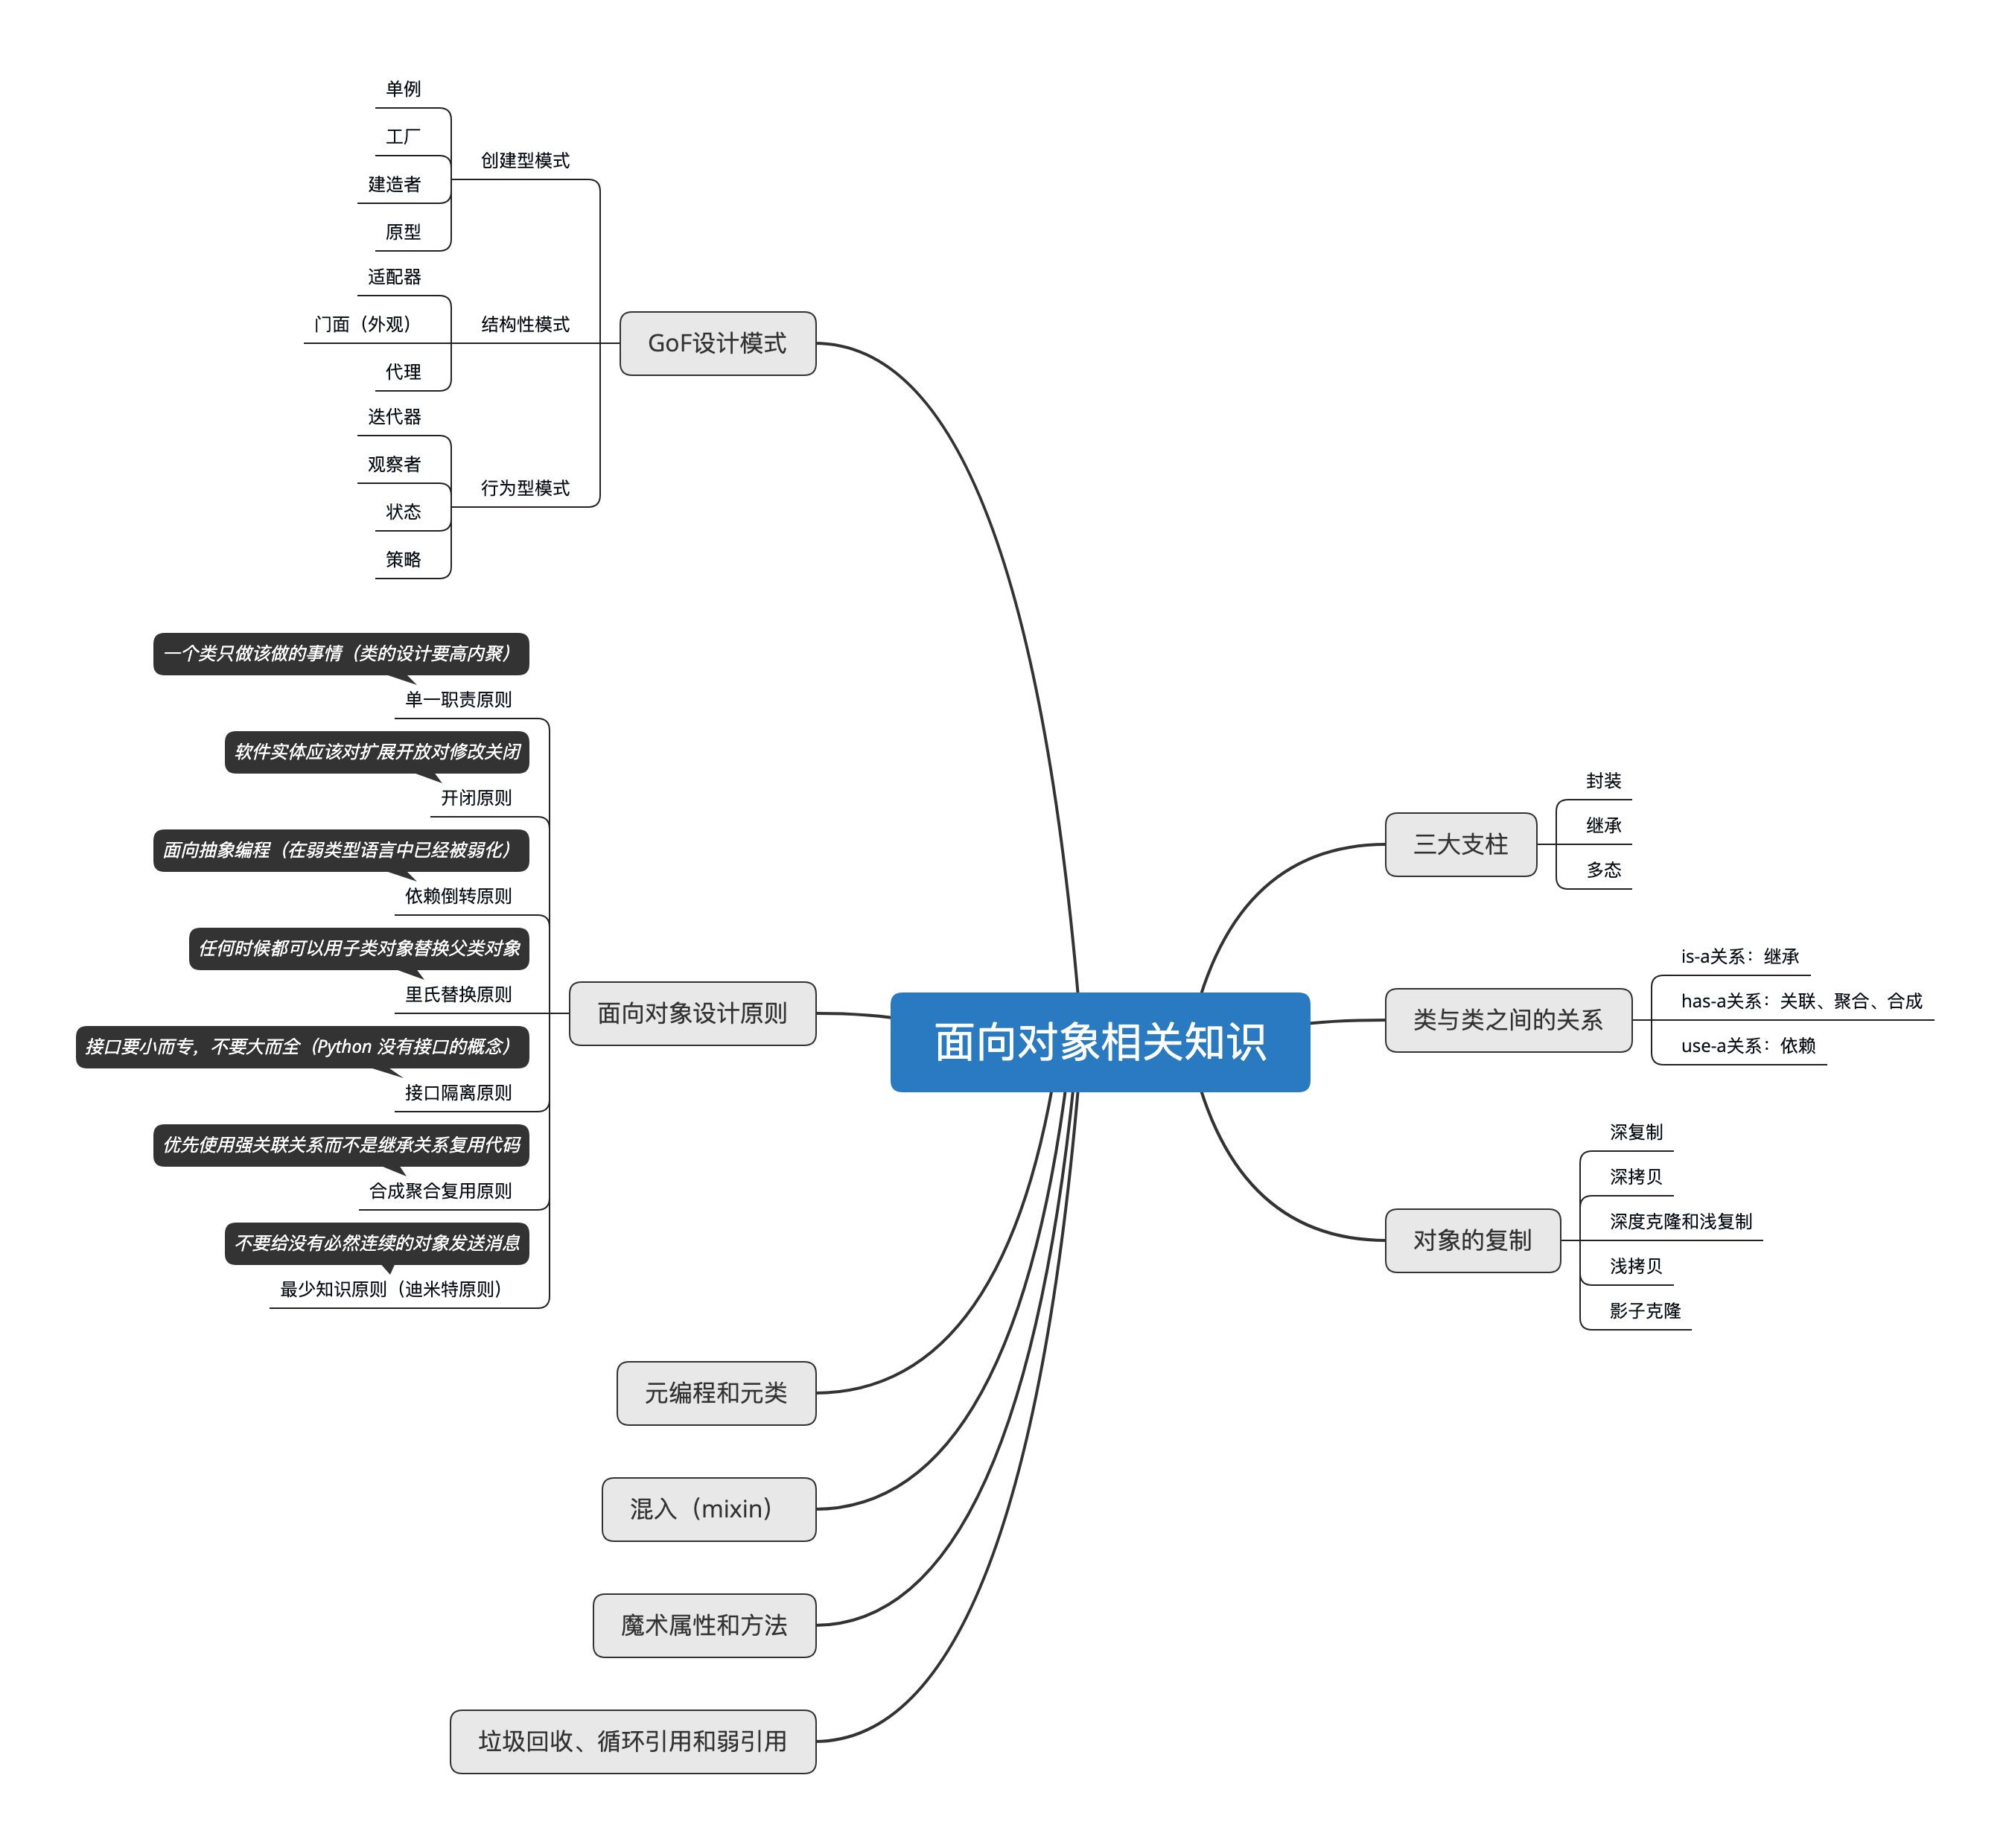 面向对象相关知识
三大支柱
封装
继承
多态
类与类之间的关系
is-a关系：继承
has-a关系：关联、聚合、合成
use-a关系：依赖
对象的复制
深复制
深拷贝
深度克隆和浅复制
浅拷贝
影子克隆
GoF设计模式
创建型模式
单例
工厂
建造者
原型
结构性模式
适配器
门面（外观）
代理
行为型模式
迭代器
观察者
状态
策略
面向对象设计原则
一个类只做该做的事情（类的设计要高内聚）
单一职责原则
软件实体应该对扩展开放对修改关闭
开闭原则
面向抽象编程（在弱类型语言中已经被弱化）
依赖倒转原则
任何时候都可以用子类对象替换父类对象
里氏替换原则
接口要小而专，不要大而全（Python 没有接口的概念）
接口隔离原则
优先使用强关联关系而不是继承关系复用代码
合成聚合复用原则
不要给没有必然连续的对象发送消息
最少知识原则（迪米特原则）
元编程和元类
混入（mixin）
魔术属性和方法
垃圾回收、循环引用和弱引用